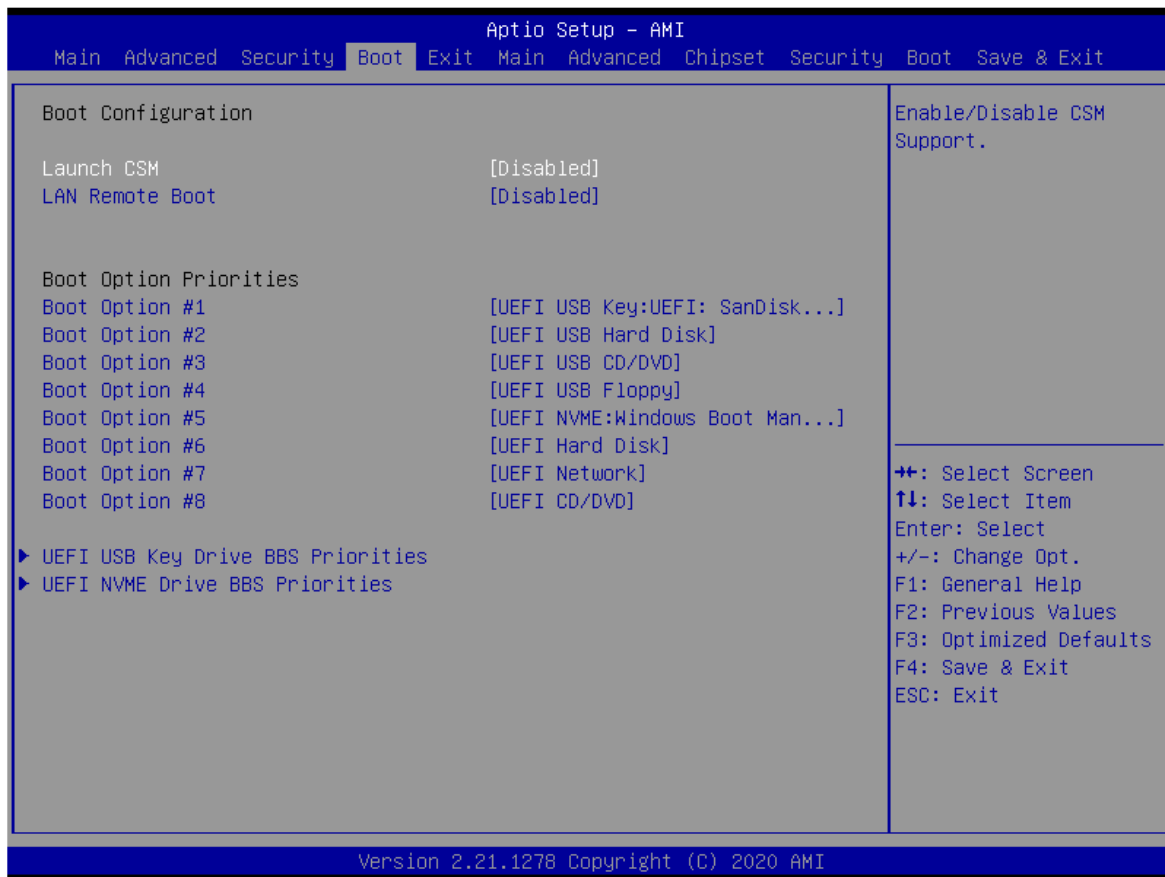 Aptio Setup – AMI
Main Advanced Security Boot Exit Main Advanced Chipset Security Boot Save & Exit
Boot Configuration
Launch CSM [Disabled]
LAN Remote Boot [Disabled]
Boot Option Priorities
Boot Option #1 [UEFI USB Key:UEFI: SanDisk...]
Boot Option #2 [UEFI USB Hard Disk]
Boot Option #3 [UEFI USB CD/DVD]
Boot Option #4 [UEFI USB Floppy]
Boot Option #5 [UEFI NVME:Windows Boot Man...]
Boot Option #6 [UEFI Hard Disk]
Boot Option #7 [UEFI Network]
Boot Option #8 [UEFI CD/DVD]
▶ UEFI USB Key Drive BBS Priorities
▶ UEFI NVME Drive BBS Priorities
Enable/Disable CSM
Support.
→←: Select Screen
↑↓: Select Item
Enter: Select
+/-: Change Opt.
F1: General Help
F2: Previous Values
F3: Optimized Defaults
F4: Save & Exit
ESC: Exit
Version 2.21.1278 Copyright (C) 2020 AMI